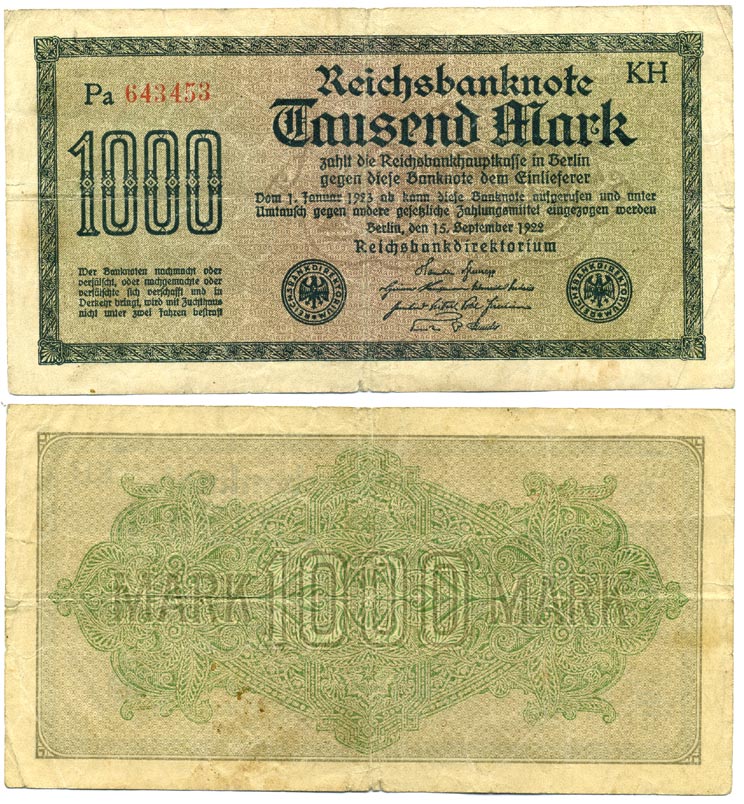 Pa 643453
KH
Reichsbanknote
Tausend Mark
1000
zahlt die Reichsbankhauptkasse in Berlin
gegen diese Banknote dem Einlieferer
Vom 1. Januar 1923 ab kann diese Banknote aufgerufen und unter
Umtausch gegen andere gesetzliche Zahlungsmittel eingezogen werden
Berlin, den 15. September 1922
Reichsbankdirektorium
Wer Banknoten nachmacht oder
verfälscht, oder nachgemachte oder
verfälschte sich verschafft und in
Verkehr bringt, wird mit Zuchthaus
nicht unter zwei Jahren bestraft
REICHSBANKDIREKTORIUM
REICHSBANKDIREKTORIUM
MARK 1000 MARK